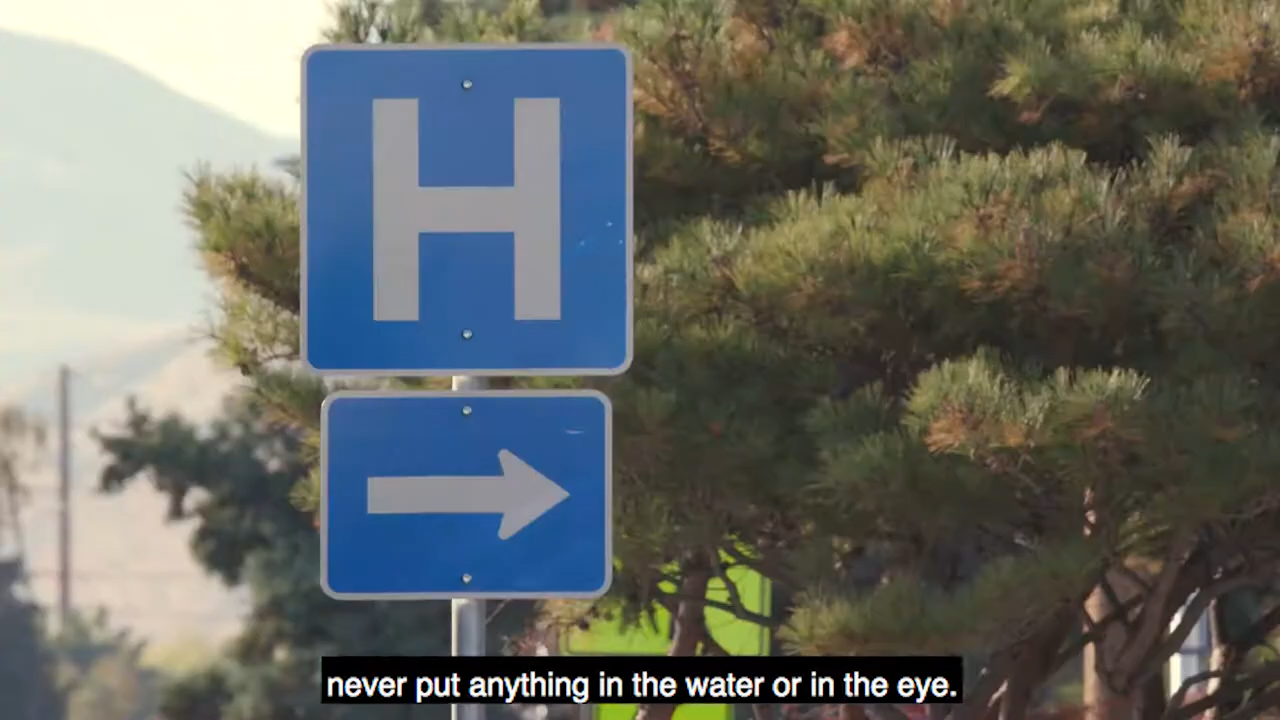 H
never put anything in the water or in the eye.